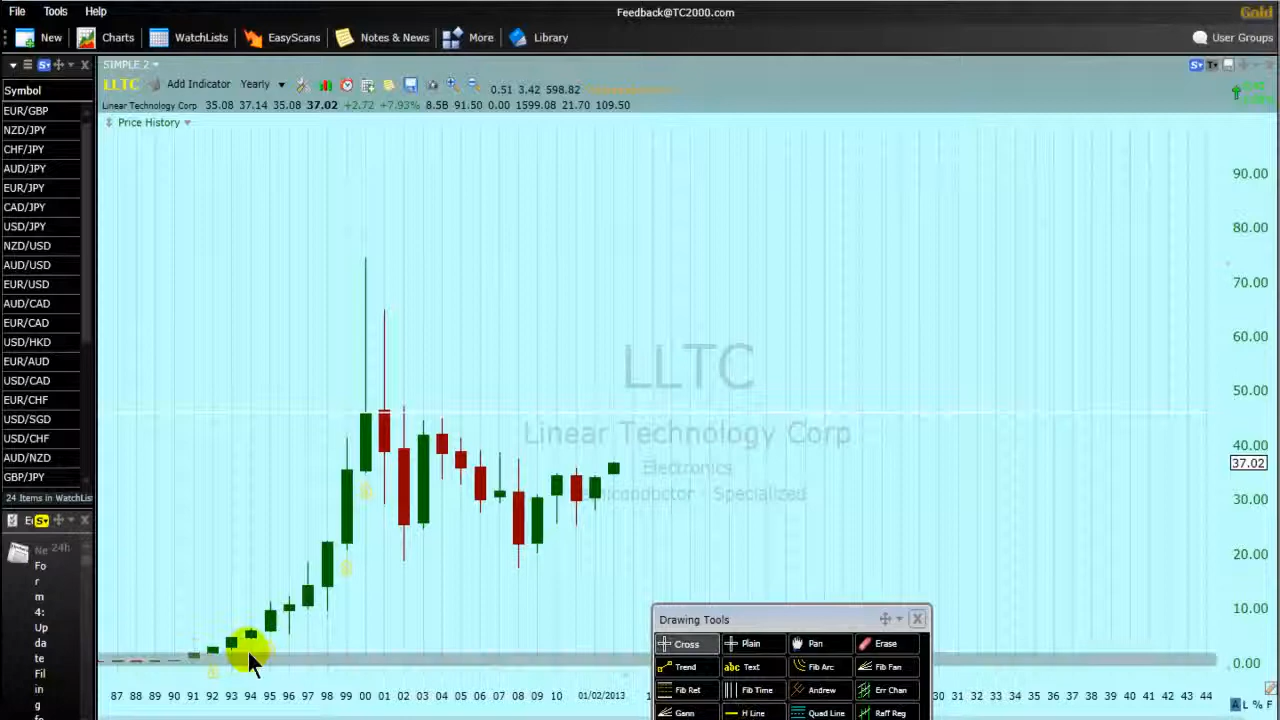 File Tools Help Feedback@TC2000.com Gold
New Charts WatchLists EasyScans Notes & News More Library User Groups
SIMPLE 2
LLTC Add Indicator Yearly 0.51 3.42 598.82
Linear Technology Corp 35.08 37.14 35.08 37.02 +2.72 +7.93% 8.5B 91.50 0.00 1599.08 21.70 109.50
Price History
Symbol
EUR/GBP
NZD/JPY
CHF/JPY
AUD/JPY
EUR/JPY
CAD/JPY
USD/JPY
NZD/USD
AUD/USD
EUR/USD
AUD/CAD
EUR/CAD
USD/HKD
EUR/AUD
USD/CAD
EUR/CHF
USD/SGD
USD/CHF
AUD/NZD
GBP/JPY
24 Items in WatchLis
Ne 24h
Fo
r
m
4:
Up
da
te
Fil
in
g
90.00
80.00
70.00
60.00
50.00
40.00
37.02
30.00
20.00
10.00
0.00
LLTC
Linear Technology Corp
Electronics
Semiconductor - Specialized
Drawing Tools
Cross Plain Pan Erase
Trend abc Text Fib Arc Fib Fan
Fib Ret Fib Time Andrew Err Chan
Gann H Line Quad Line Raff Reg
87 88 89 90 91 92 93 94 95 96 97 98 99 00 01 02 03 04 05 06 07 08 09 10 01/02/2013 30 31 32 33 34 35 36 37 38 39 40 41 42 43 44
A L % F